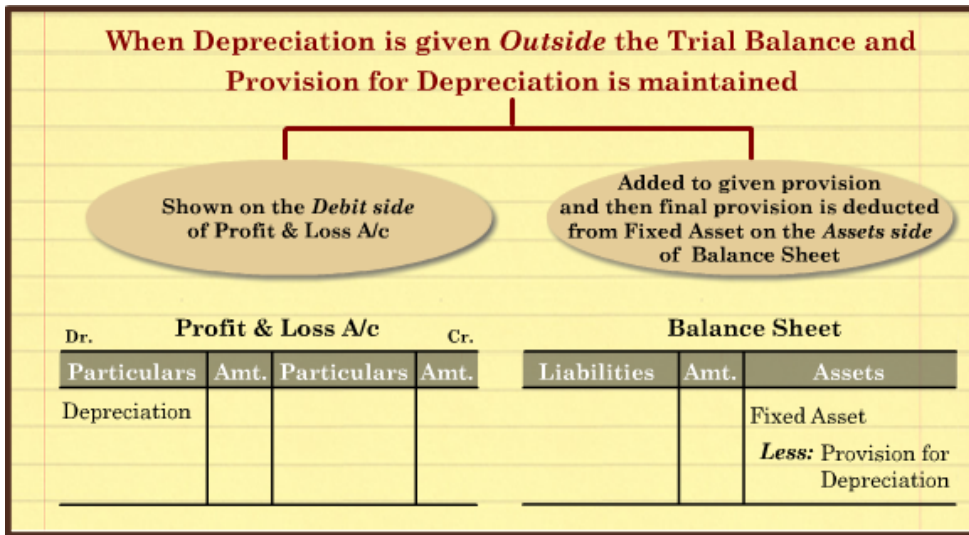 When Depreciation is given Outside the Trial Balance and
Provision for Depreciation is maintained
Shown on the Debit side
of Profit & Loss A/c
Added to given provision
and then final provision is deducted
from Fixed Asset on the Assets side
of Balance Sheet
Dr. Profit & Loss A/c Cr.
Particulars Amt. Particulars Amt.
Depreciation
Balance Sheet
Liabilities Amt. Assets
Fixed Asset
Less: Provision for
Depreciation